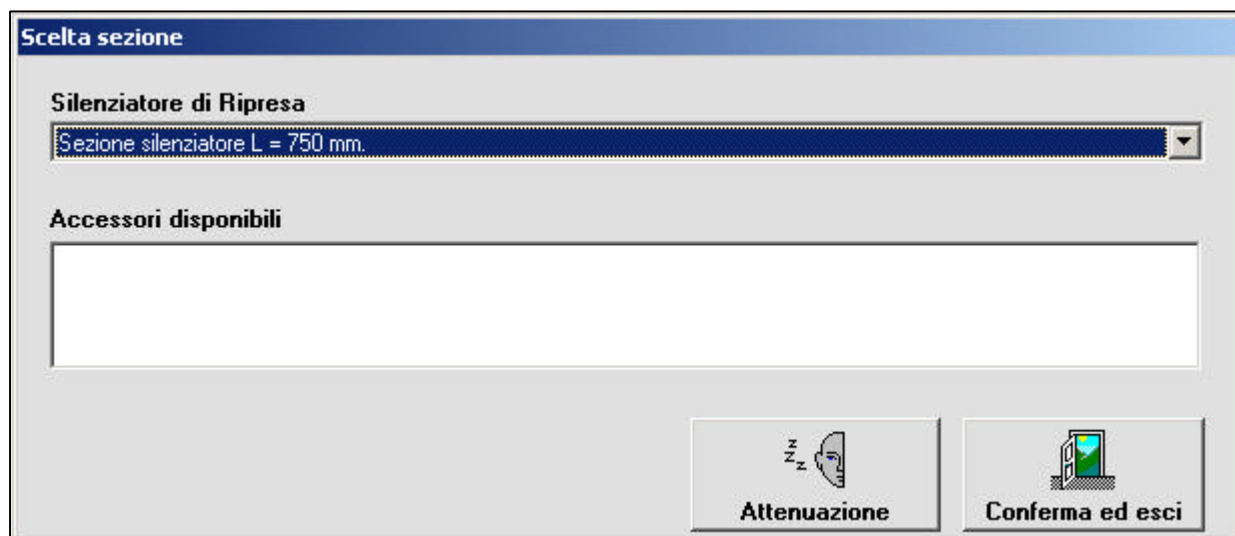 Scelta sezione
Silenziatore di Ripresa
Sezione silenziatore L = 750 mm.
Accessori disponibili
z
z z
Attenuazione
Conferma ed esci